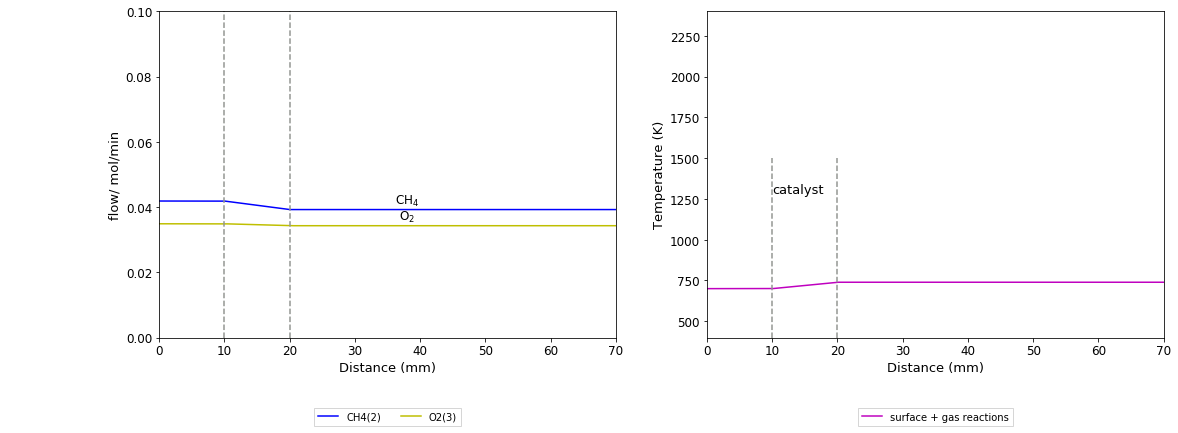 0.10
0.08
0.06
0.04
0.02
0.00
flow/ mol/min
CH₄
O₂
0 10 20 30 40 50 60 70
Distance (mm)
CH4(2) O2(3)
2250
2000
1750
1500
1250
1000
750
500
Temperature (K)
catalyst
0 10 20 30 40 50 60 70
Distance (mm)
surface + gas reactions